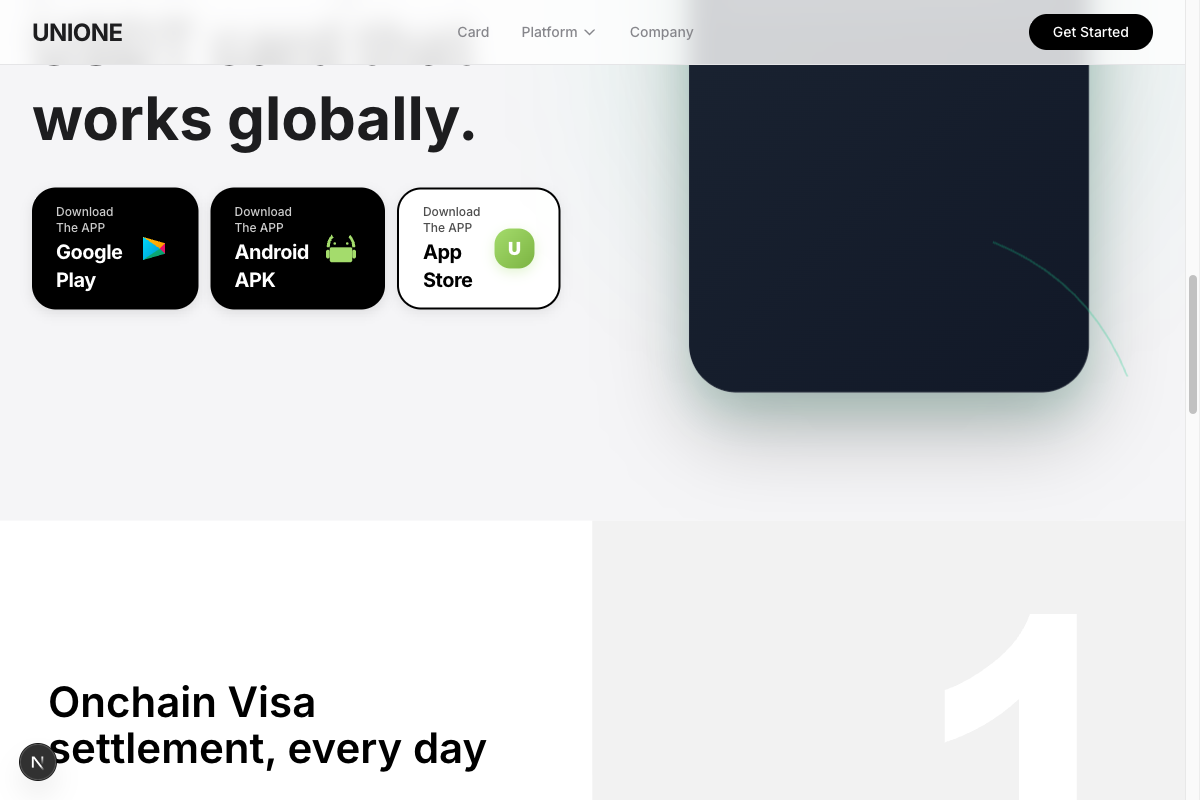 UNIONE
Card
Platform
Company
Get Started
works globally.
Download
The APP
Google
Play
Download
The APP
Android
APK
Download
The APP
App
Store
U
Onchain Visa
settlement, every day
1
N